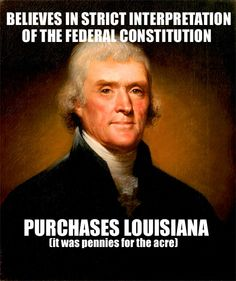 BELIEVES IN STRICT INTERPRETATION
OF THE FEDERAL CONSTITUTION
PURCHASES LOUISIANA
(it was pennies for the acre)